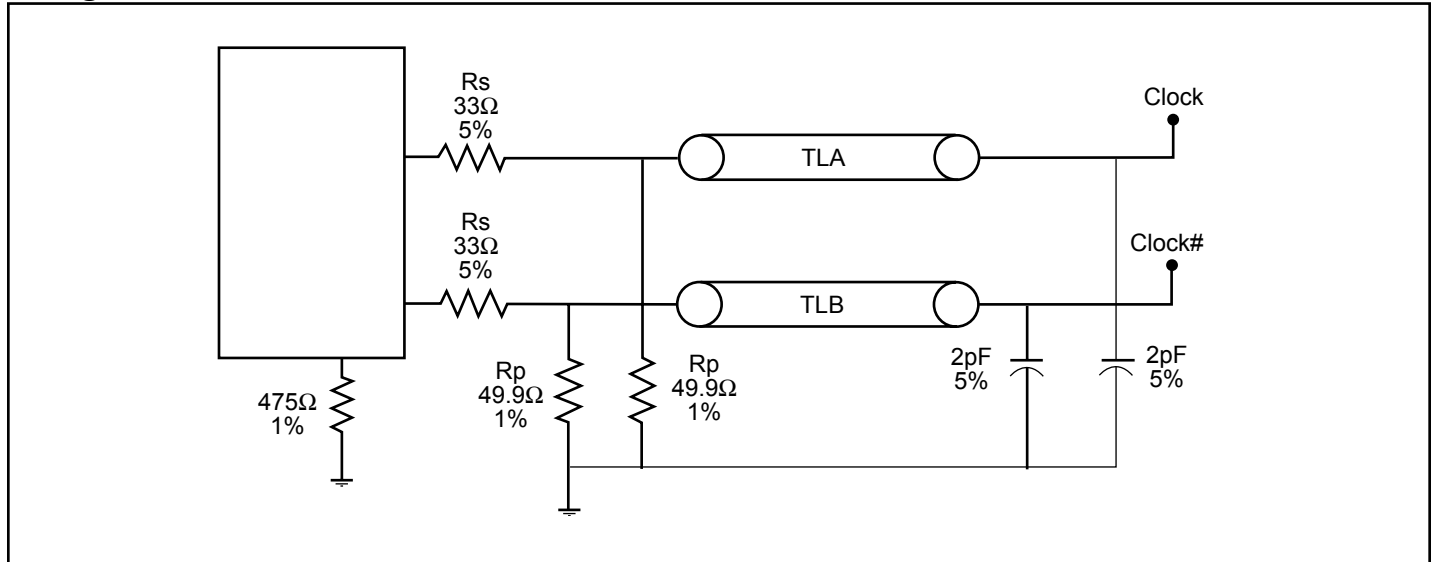 Rs
33Ω
5%
Clock
TLA
Rs
33Ω
5%
Clock#
TLB
475Ω
1%
Rp
49.9Ω
1%
Rp
49.9Ω
1%
2pF
5%
2pF
5%